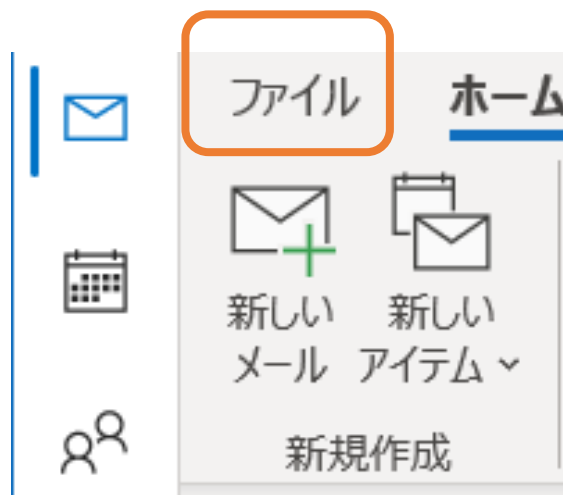 ファイル ホーム
新しい 新しい
メール アイテム
新規作成